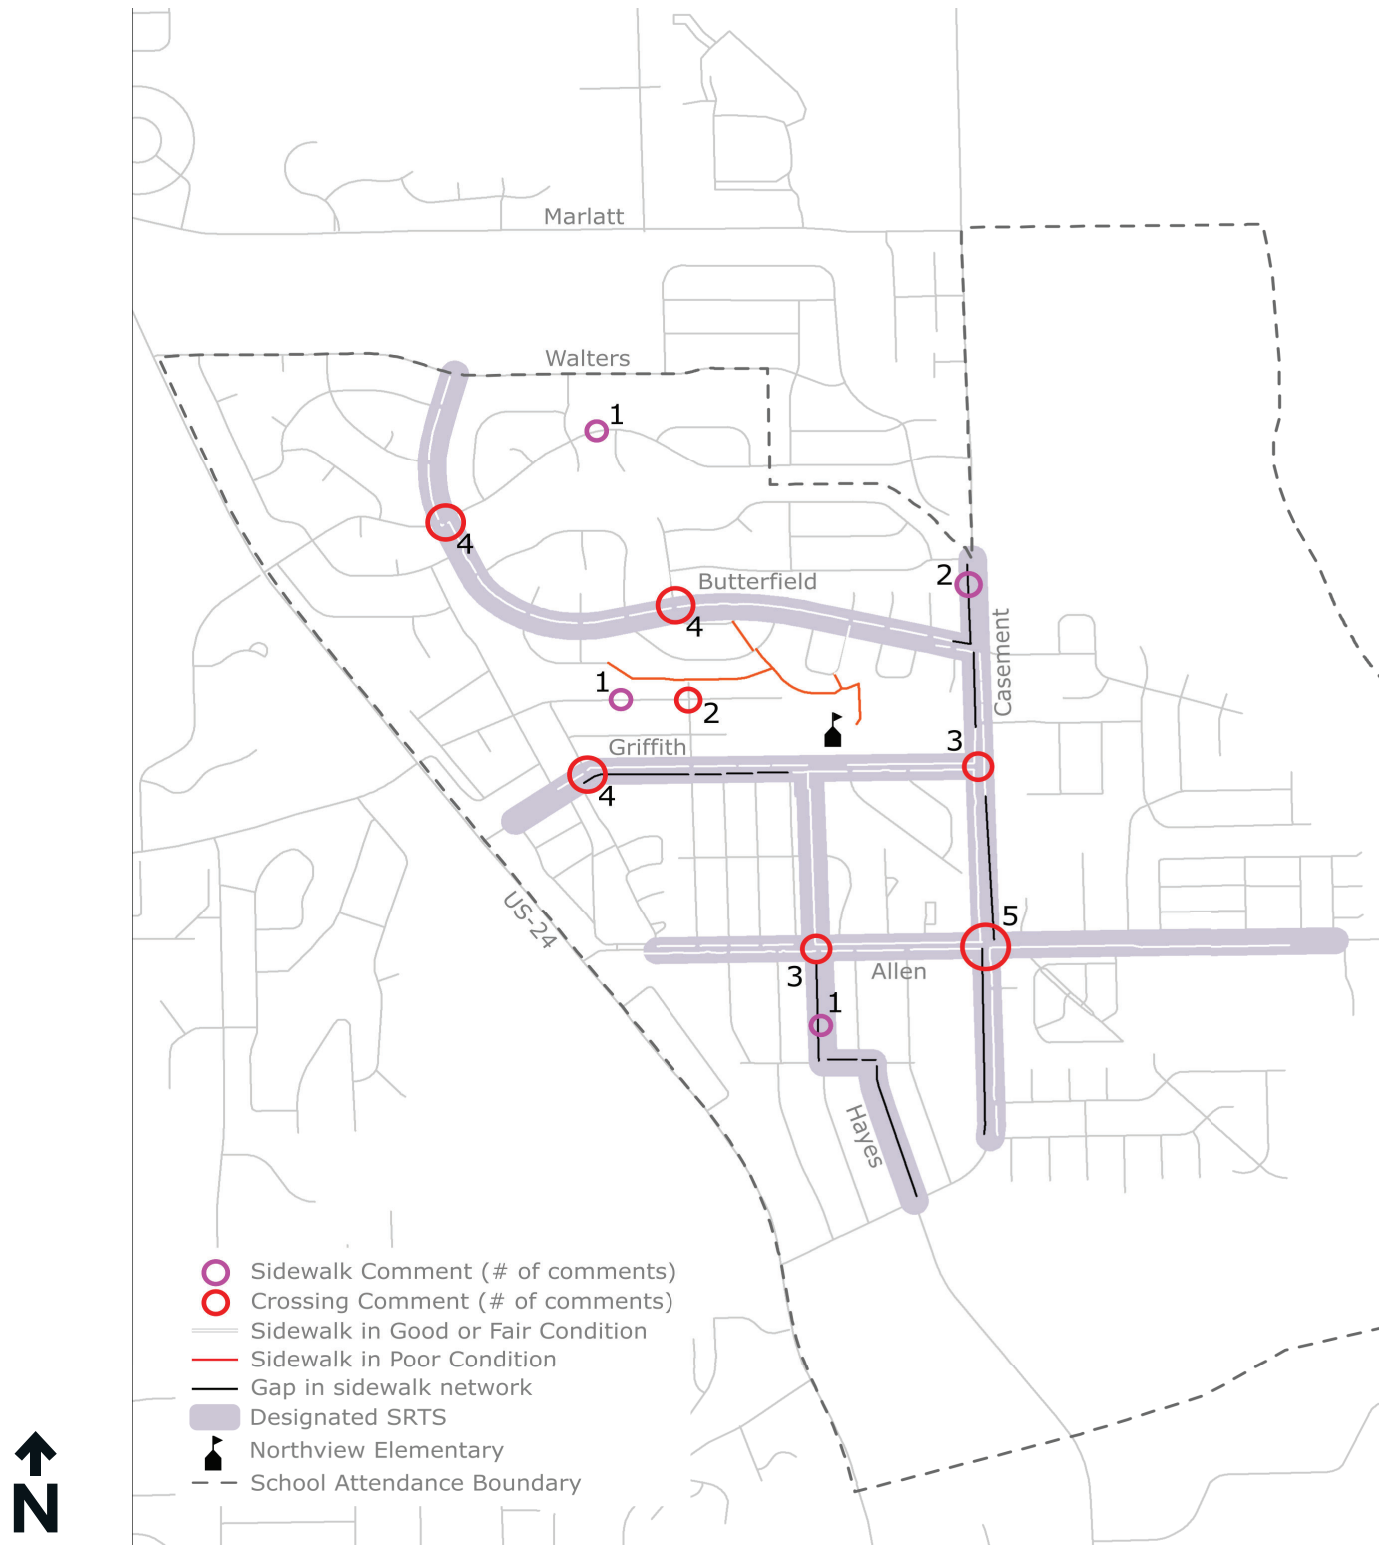 Marlatt
Walters
1
4
Butterfield
2
4
Casement
1
2
3
Griffith
4
US-24
5
3
Allen
1
Hayes
Sidewalk Comment (# of comments)
Crossing Comment (# of comments)
Sidewalk in Good or Fair Condition
Sidewalk in Poor Condition
Gap in sidewalk network
Designated SRTS
Northview Elementary
School Attendance Boundary
N